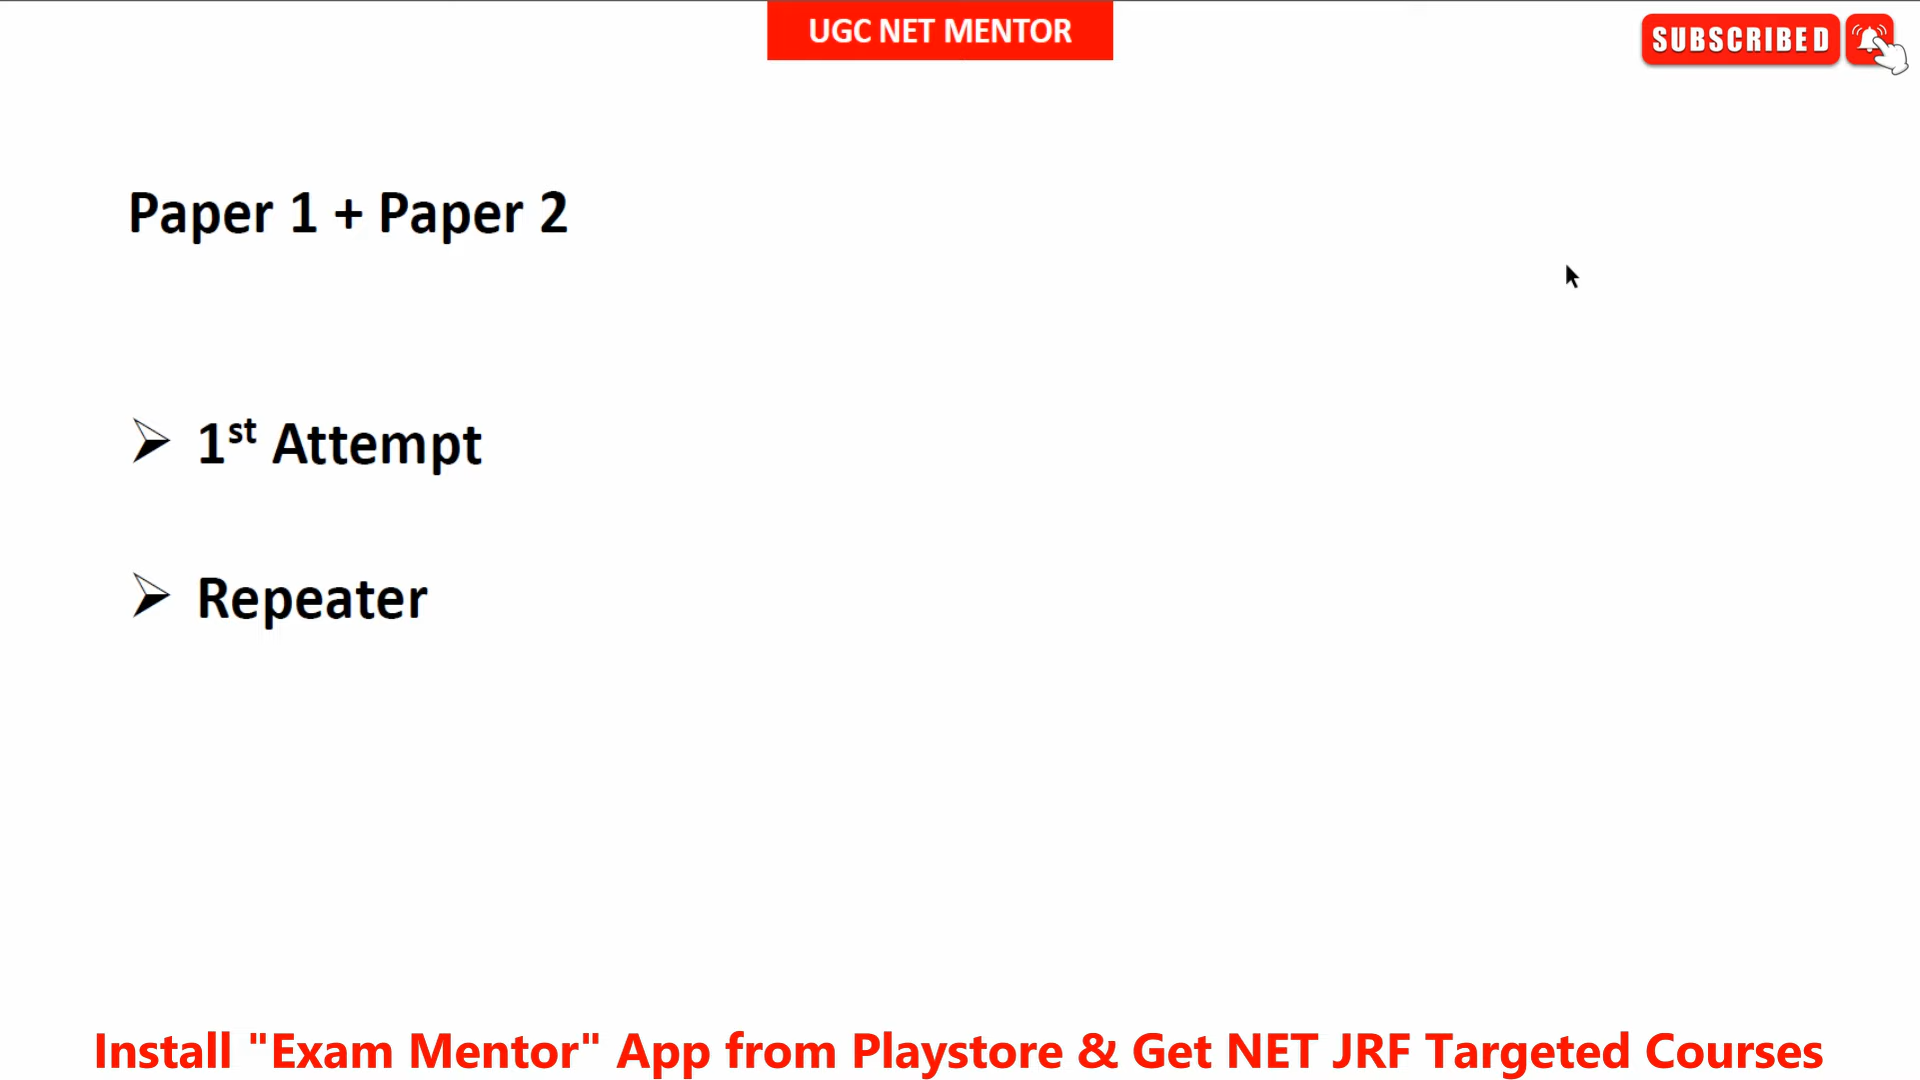 UGC NET MENTOR
SUBSCRIBED
Paper 1 + Paper 2
1st Attempt
Repeater
Install "Exam Mentor" App from Playstore & Get NET JRF Targeted Courses